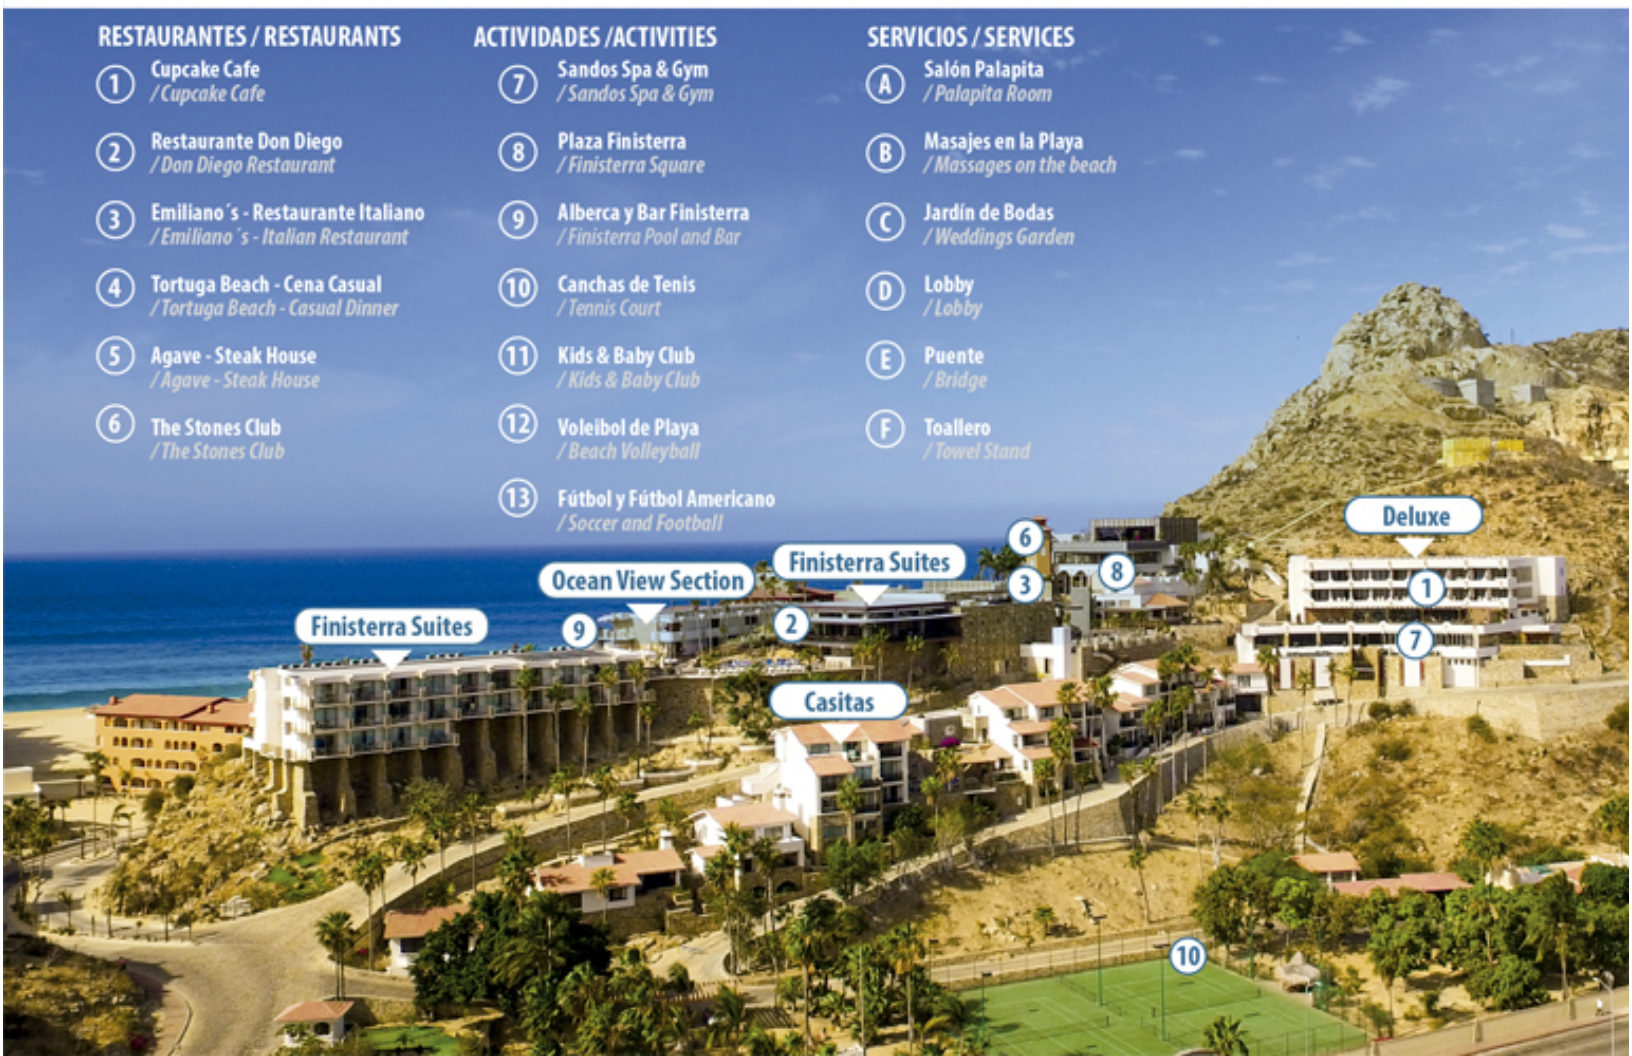 RESTAURANTES / RESTAURANTS
1 Cupcake Cafe
/ Cupcake Cafe
2 Restaurante Don Diego
/ Don Diego Restaurant
3 Emiliano´s - Restaurante Italiano
/ Emiliano´s - Italian Restaurant
4 Tortuga Beach - Cena Casual
/ Tortuga Beach - Casual Dinner
5 Agave - Steak House
/ Agave - Steak House
6 The Stones Club
/ The Stones Club
ACTIVIDADES /ACTIVITIES
7 Sandos Spa & Gym
/ Sandos Spa & Gym
8 Plaza Finisterra
/ Finisterra Square
9 Alberca y Bar Finisterra
/ Finisterra Pool and Bar
10 Canchas de Tenis
/ Tennis Court
11 Kids & Baby Club
/ Kids & Baby Club
12 Voleibol de Playa
/ Beach Volleyball
13 Fútbol y Fútbol Americano
/ Soccer and Football
SERVICIOS / SERVICES
A Salón Palapita
/ Palapita Room
B Masajes en la Playa
/ Massages on the beach
C Jardín de Bodas
/ Weddings Garden
D Lobby
/ Lobby
E Puente
/ Bridge
F Toallero
/ Towel Stand
Deluxe
6
Finisterra Suites
8
Ocean View Section
3
1
Finisterra Suites
9
2
7
Casitas
10